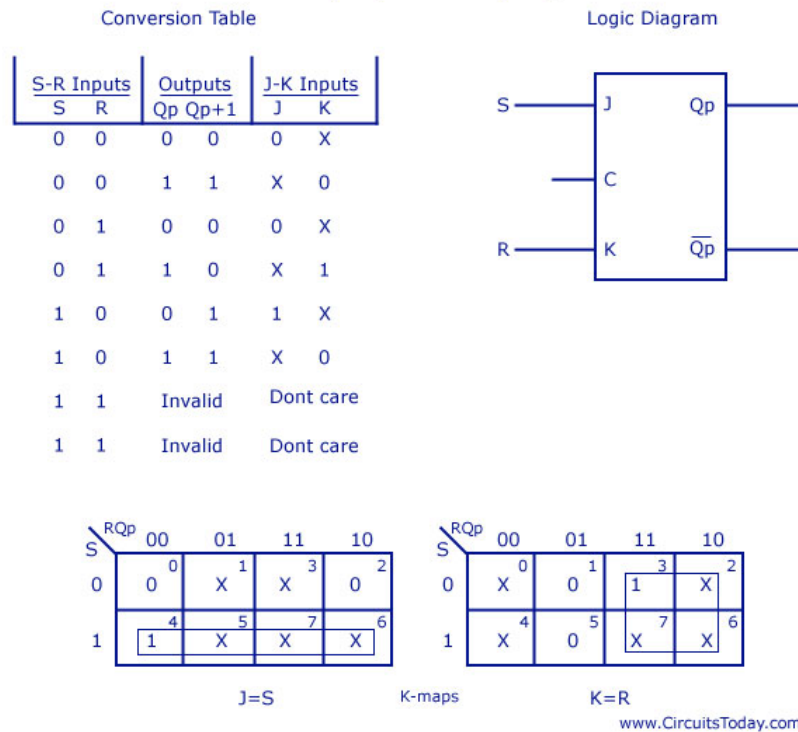 Conversion Table
S-R Inputs Outputs J-K Inputs
S R Qp Qp+1 J K
0 0 0 0 0 X
0 0 1 1 X 0
0 1 0 0 0 X
0 1 1 0 X 1
1 0 0 1 1 X
1 0 1 1 X 0
1 1 Invalid Dont care
1 1 Invalid Dont care
Logic Diagram
S J Qp
C
R K Q̅p̅
RQp
S 00 01 11 10
0 1 3 2
0 0 X X 0
4 5 7 6
1 1 X X X
J=S
RQp
S 00 01 11 10
0 1 3 2
0 X 0 1 X
4 5 7 6
1 X 0 X X
K-maps
K=R
www.CircuitsToday.com